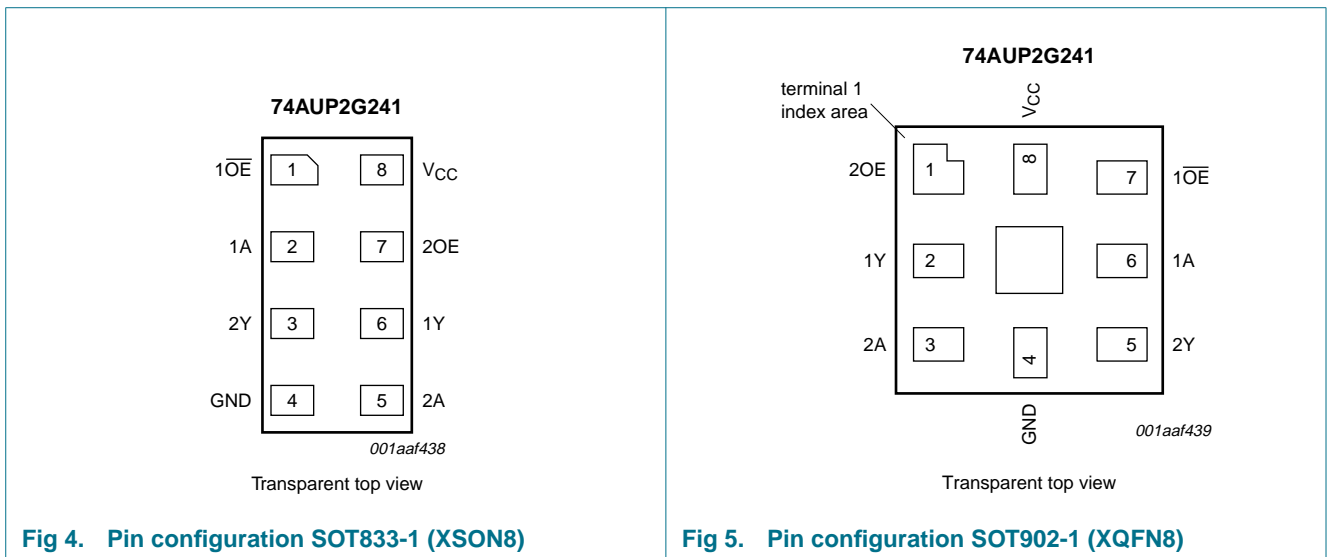 74AUP2G241
1OE 1 8 VCC
1A 2 7 2OE
2Y 3 6 1Y
GND 4 5 2A
001aaf438
Transparent top view
Fig 4. Pin configuration SOT833-1 (XSON8)
74AUP2G241
terminal 1
index area
VCC
2OE 1 8 7 1OE
1Y 2 6 1A
2A 3 4 5 2Y
GND
001aaf439
Transparent top view
Fig 5. Pin configuration SOT902-1 (XQFN8)